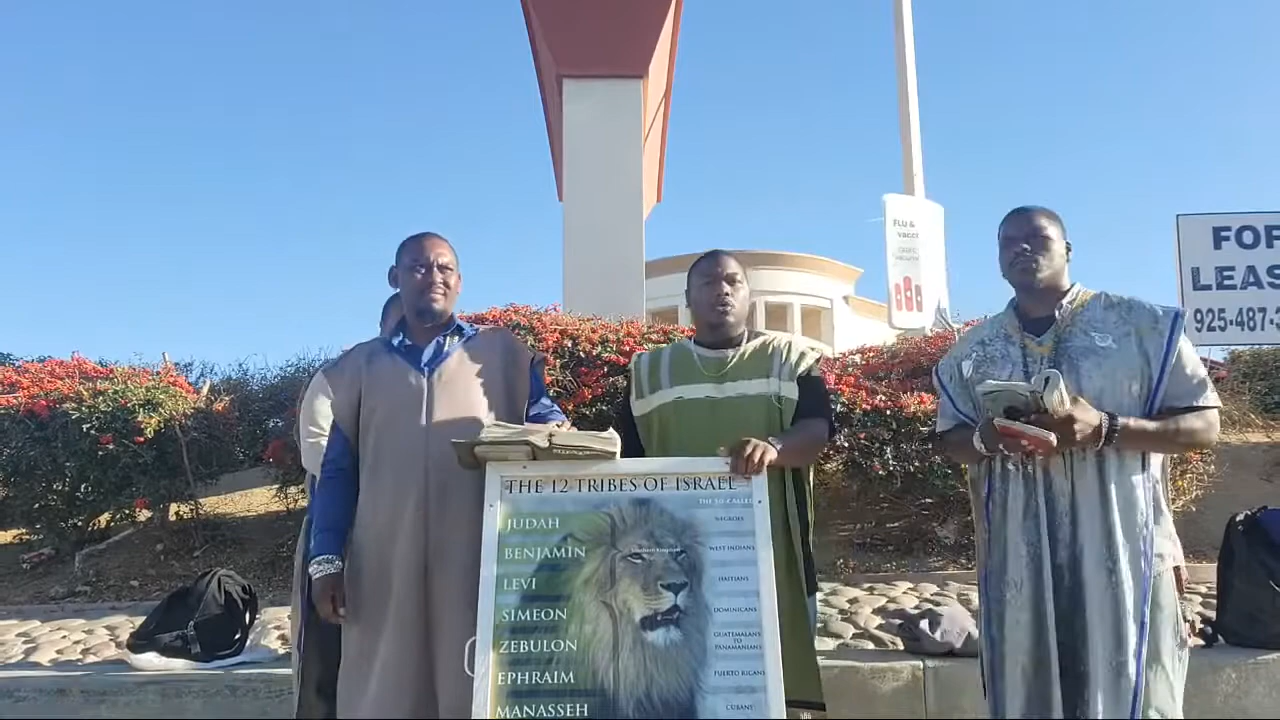 THE 12 TRIBES OF ISRAEL
THE SO CALLED
JUDAH
NEGROES
BENJAMIN
WEST INDIANS
LEVI
HAITIANS
SIMEON
DOMINICANS
ZEBULON
GUATEMALANS
TO
PANAMANIANS
EPHRAIM
PUERTO RICANS
MANASSEH
CUBANS
FLU &
vacci
FOR
LEAS
925-487-